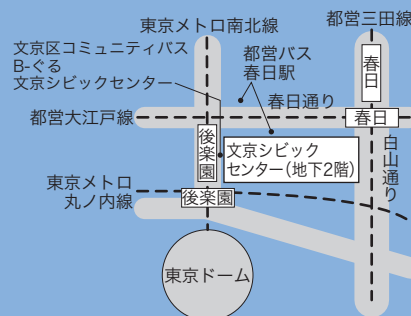 東京メトロ南北線
都営三田線
文京区コミュニティバス
B-ぐる
文京シビックセンター
都営バス
春日駅
春日
春日通り
都営大江戸線
春日
後楽園
文京シビック
センター(地下2階)
白山通り
東京メトロ
丸ノ内線
後楽園
東京ドーム